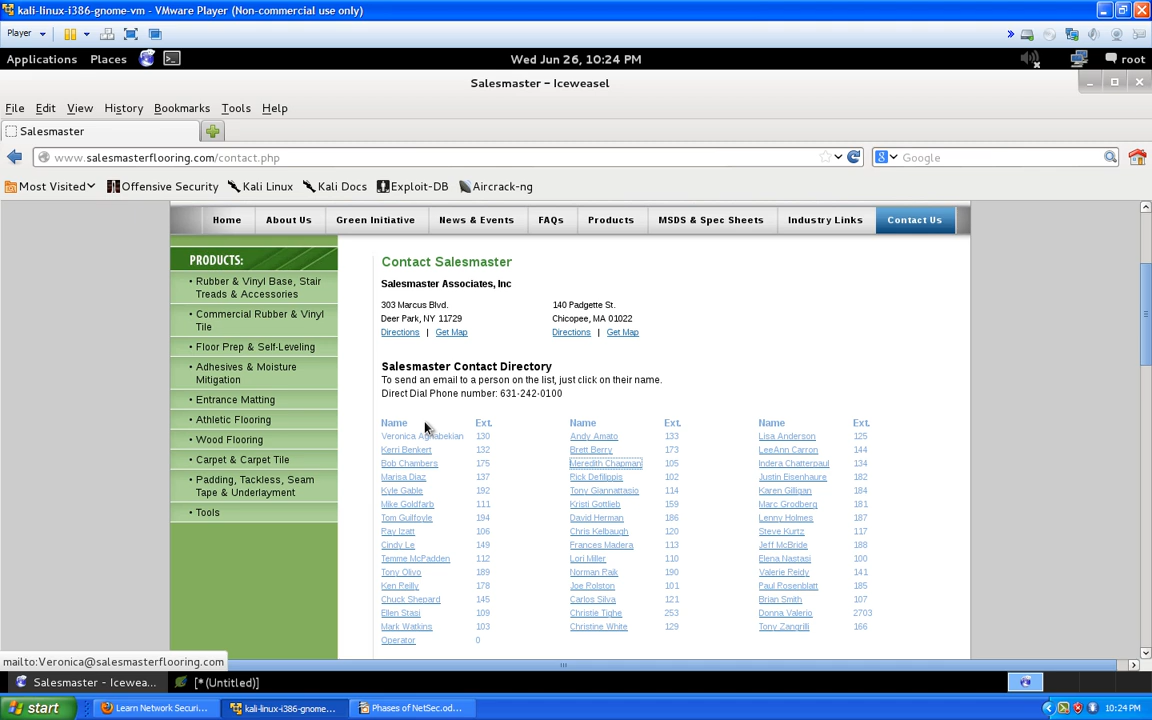 kali-linux-i386-gnome-vm - VMware Player (Non-commercial use only)
Player
Applications Places Wed Jun 26, 10:24 PM root
Salesmaster – Iceweasel
File Edit View History Bookmarks Tools Help
Salesmaster
www.salesmasterflooring.com/contact.php Google
Most Visited Offensive Security Kali Linux Kali Docs Exploit-DB Aircrack-ng
Home About Us Green Initiative News & Events FAQs Products MSDS & Spec Sheets Industry Links Contact Us
PRODUCTS:
• Rubber & Vinyl Base, Stair
Treads & Accessories
• Commercial Rubber & Vinyl
Tile
• Floor Prep & Self-Leveling
• Adhesives & Moisture
Mitigation
• Entrance Matting
• Athletic Flooring
• Wood Flooring
• Carpet & Carpet Tile
• Padding, Tackless, Seam
Tape & Underlayment
• Tools
Contact Salesmaster
Salesmaster Associates, Inc
303 Marcus Blvd. 140 Padgette St.
Deer Park, NY 11729 Chicopee, MA 01022
Directions | Get Map Directions | Get Map
Salesmaster Contact Directory
To send an email to a person on the list, just click on their name.
Direct Dial Phone number: 631-242-0100
Name Ext. Name Ext. Name Ext.
Veronica 130 Andy Amato 133 Lisa Anderson 125
Kerri Benkert 132 Brett Berry 173 LeeAnn Carron 144
Bob Chambers 175 Meredith Chapman 105 Indera Chatterpaul 134
Marisa Diaz 137 Rick Defilippis 102 Justin Eisenhaure 182
Kyle Gable 192 Tony Giannattasio 114 Karen Gilligan 184
Mike Goldfarb 111 Kristi Gottlieb 159 Marc Grodberg 181
Tom Guilfoyle 194 David Herman 186 Lenny Holmes 187
Ray Izatt 106 Chris Kelbaugh 120 Steve Kurtz 117
Cindy Le 149 Frances Madera 113 Jeff McBride 188
Temme McPadden 112 Lori Miller 110 Elena Nastasi 100
Tony Olivo 189 Norman Raik 190 Valerie Reidy 141
Ken Reilly 178 Joe Rolston 101 Paul Rosenblatt 185
Chuck Shepard 145 Carlos Silva 121 Brian Smith 107
Ellen Stasi 109 Christie Tighe 253 Donna Valerio 2703
Mark Watkins 103 Christine White 129 Tony Zangrilli 166
Operator 0
mailto:Veronica@salesmasterflooring.com
Salesmaster - Icewea... [*(Untitled)]
start Learn Network Securi... kali-linux-i386-gnome... Phases of NetSec.od... 10:24 PM